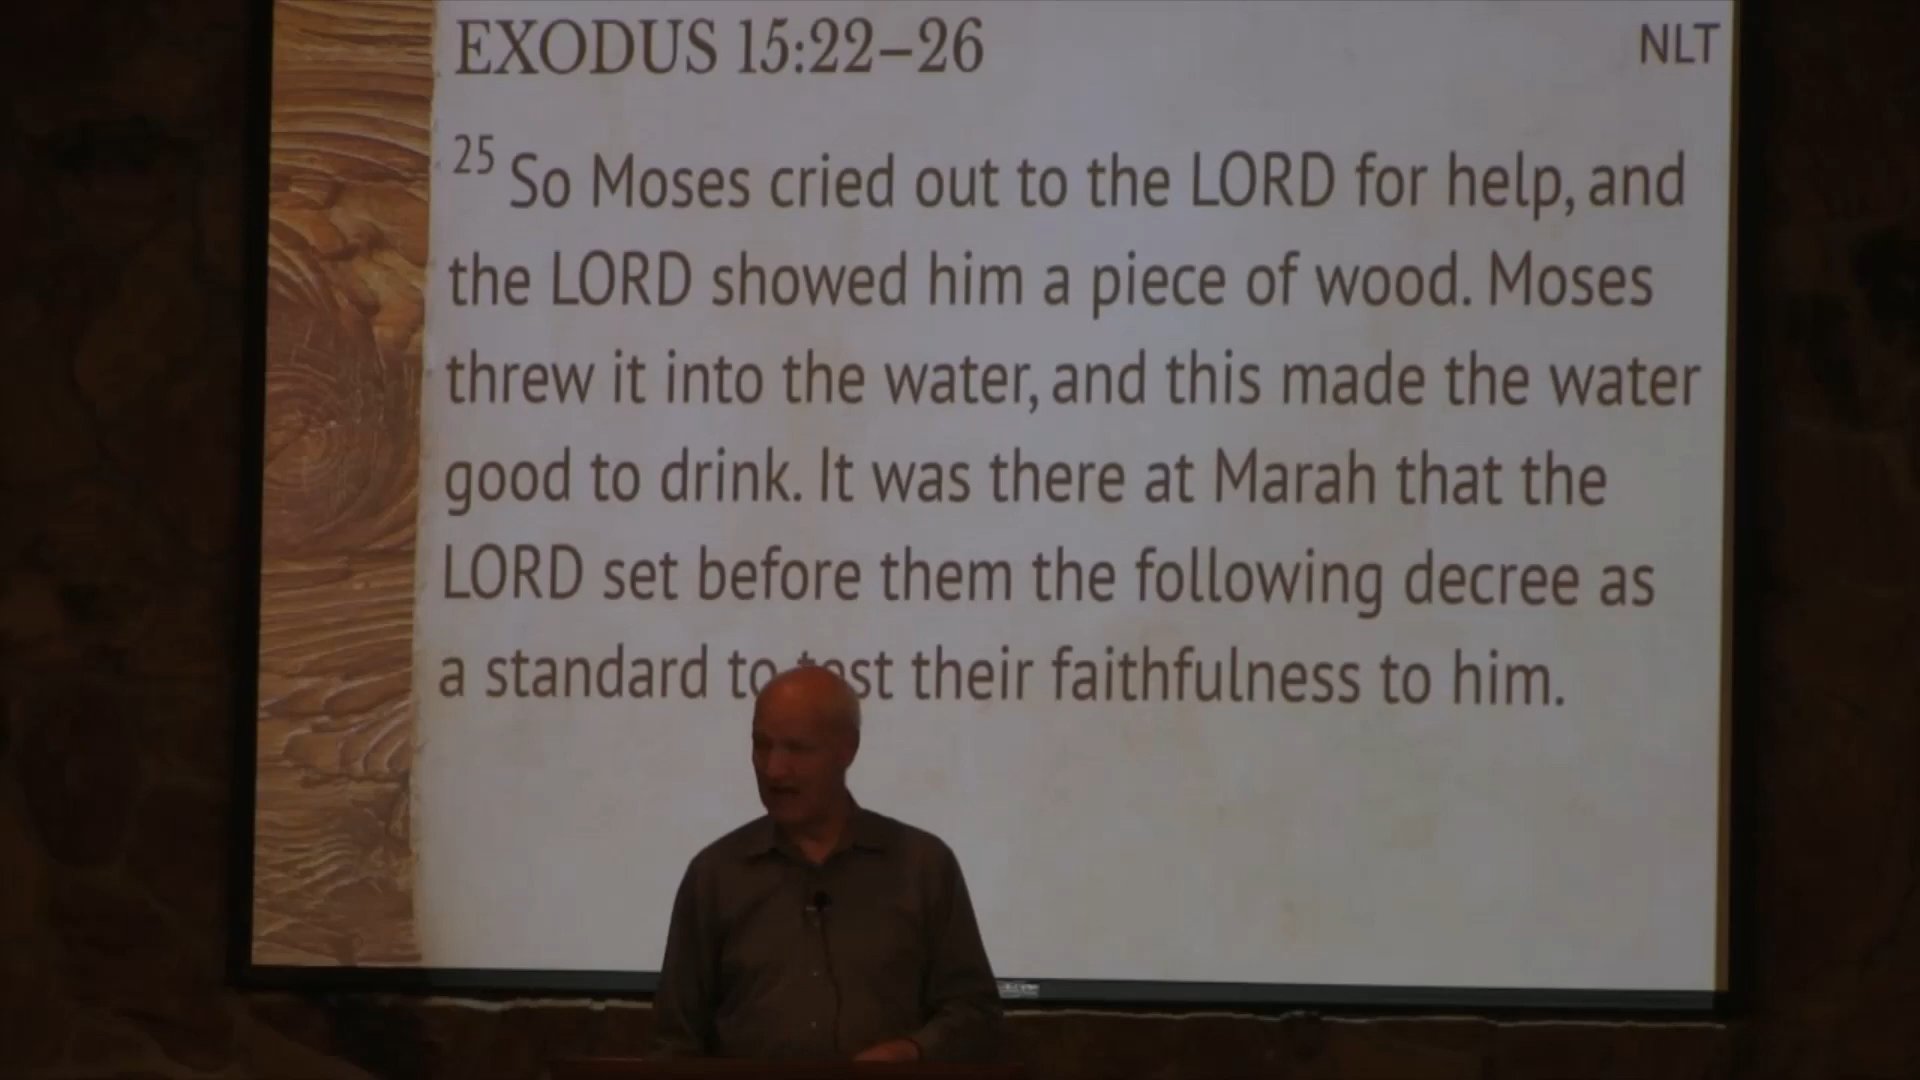 EXODUS 15:22–26
NLT
25 So Moses cried out to the LORD for help, and
the LORD showed him a piece of wood. Moses
threw it into the water, and this made the water
good to drink. It was there at Marah that the
LORD set before them the following decree as
a standard to test their faithfulness to him.